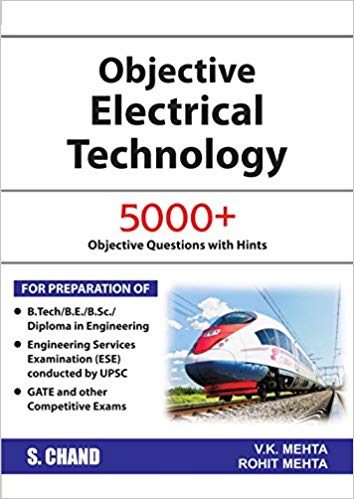 Objective
Electrical
Technology
5000+
Objective Questions with Hints
FOR PREPARATION OF
• B.Tech/B.E./B.Sc./
Diploma in Engineering
• Engineering Services
Examination (ESE)
conducted by UPSC
• GATE and other
Competitive Exams
S. CHAND
V.K. MEHTA
ROHIT MEHTA